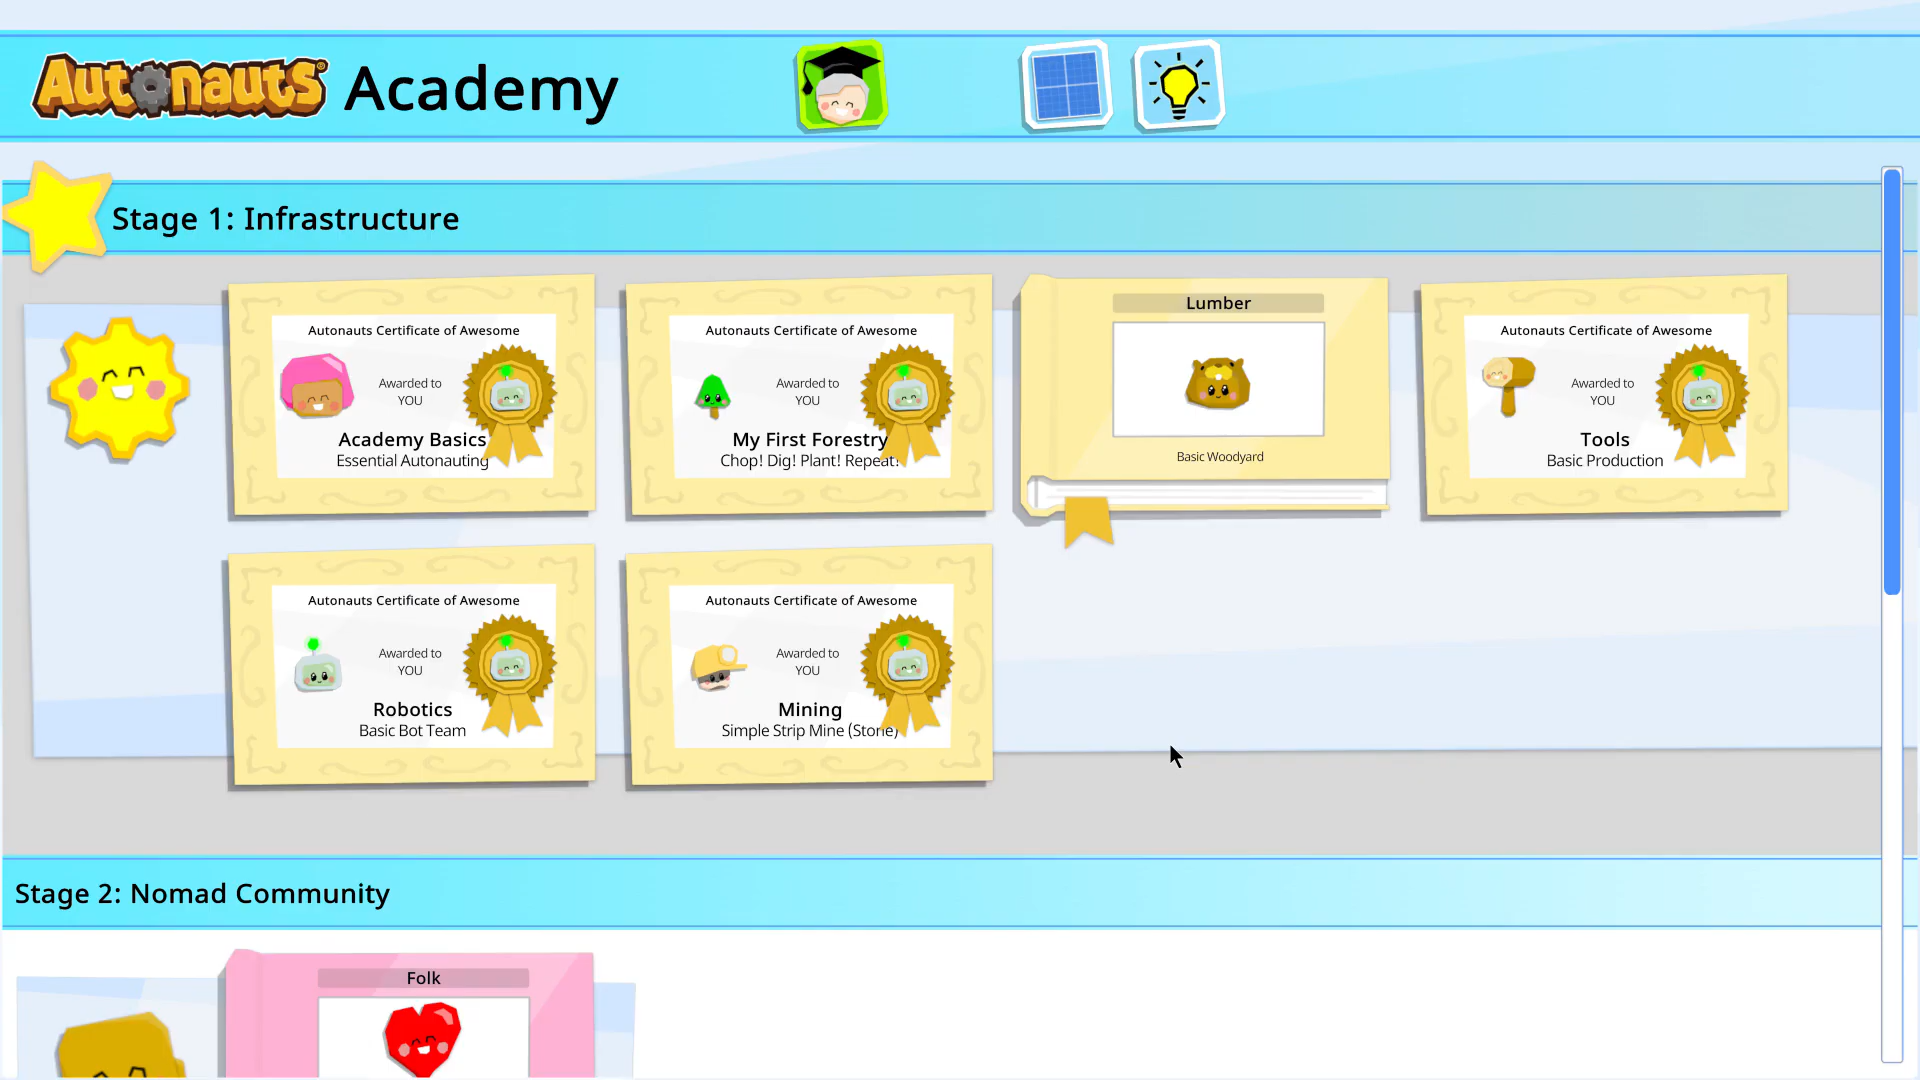 Autonauts® Academy
Stage 1: Infrastructure
Autonauts Certificate of Awesome
Awarded to
YOU
Academy Basics
Essential Autonauting
Autonauts Certificate of Awesome
Awarded to
YOU
My First Forestry
Chop! Dig! Plant! Repeat!
Lumber
Basic Woodyard
Autonauts Certificate of Awesome
Awarded to
YOU
Tools
Basic Production
Autonauts Certificate of Awesome
Awarded to
YOU
Robotics
Basic Bot Team
Autonauts Certificate of Awesome
Awarded to
YOU
Mining
Simple Strip Mine (Stone)
Stage 2: Nomad Community
Folk